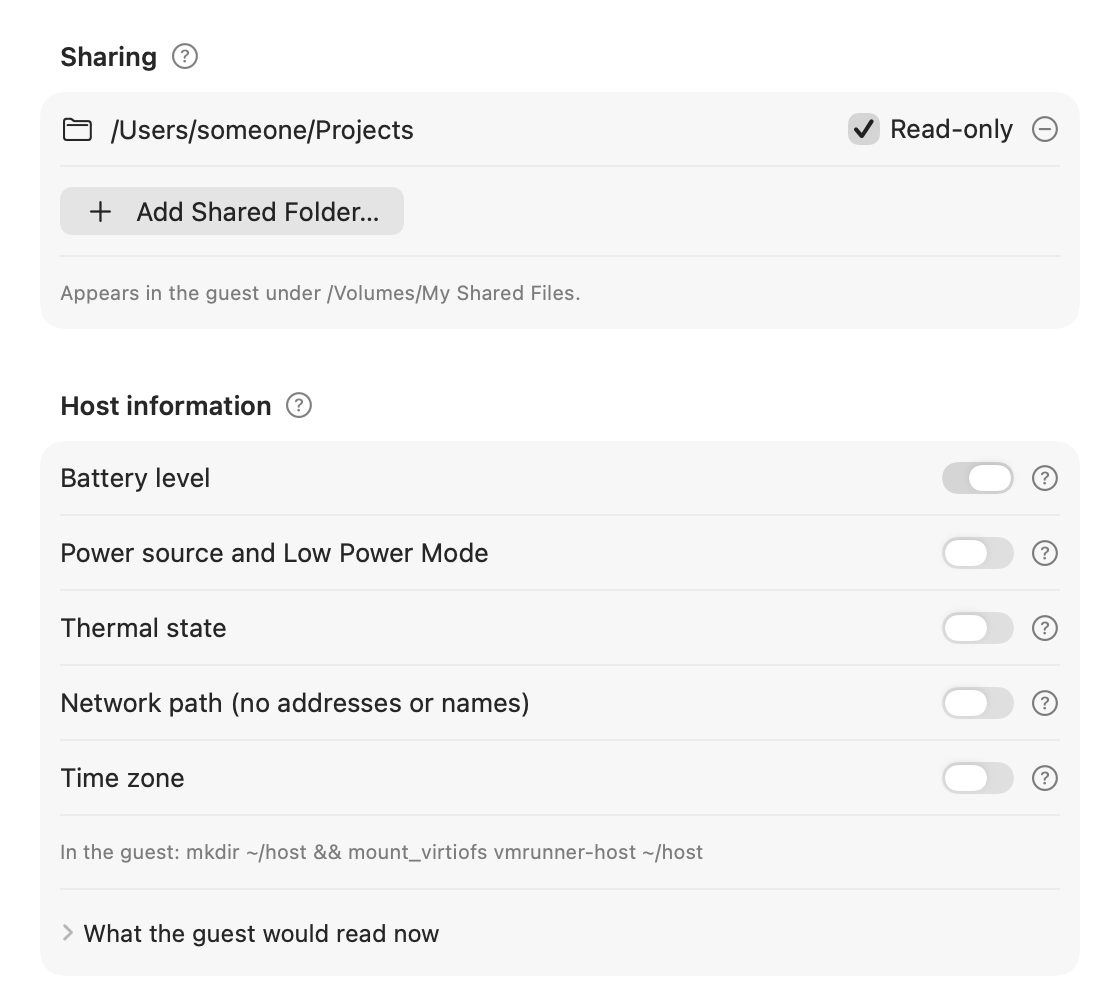 Sharing ?
/Users/someone/Projects Read-only
+ Add Shared Folder...
Appears in the guest under /Volumes/My Shared Files.
Host information ?
Battery level ?
Power source and Low Power Mode ?
Thermal state ?
Network path (no addresses or names) ?
Time zone ?
In the guest: mkdir ~/host && mount_virtiofs vmrunner-host ~/host
What the guest would read now